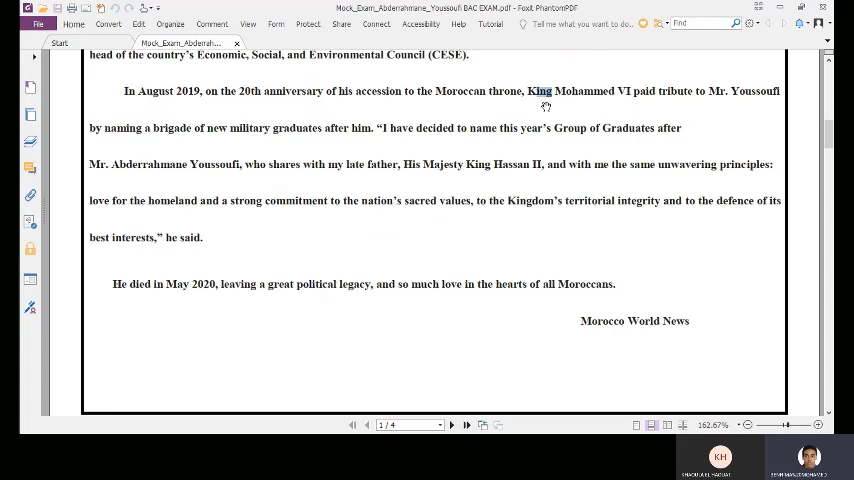 Mock_Exam_Abderrahmane_Youssoufi BAC EXAM.pdf - Foxit PhantomPDF
File Home Convert Edit Organize Comment View Form Protect Share Connect Accessibility Help Tutorial Tell me what you want to do... Find
Start Mock_Exam_Abderrah...
head of the country's Economic, Social, and Environmental Council (CESE).
In August 2019, on the 20th anniversary of his accession to the Moroccan throne, King Mohammed VI paid tribute to Mr. Youssoufi
by naming a brigade of new military graduates after him. "I have decided to name this year's Group of Graduates after
Mr. Abderrahmane Youssoufi, who shares with my late father, His Majesty King Hassan II, and with me the same unwavering principles:
love for the homeland and a strong commitment to the nation's sacred values, to the Kingdom's territorial integrity and to the defence of its
best interests," he said.
He died in May 2020, leaving a great political legacy, and so much love in the hearts of all Moroccans.
Morocco World News
1 / 4 162.67%
KH
KHAOULA EL HAOUAT BENH MANJI MOHAMED